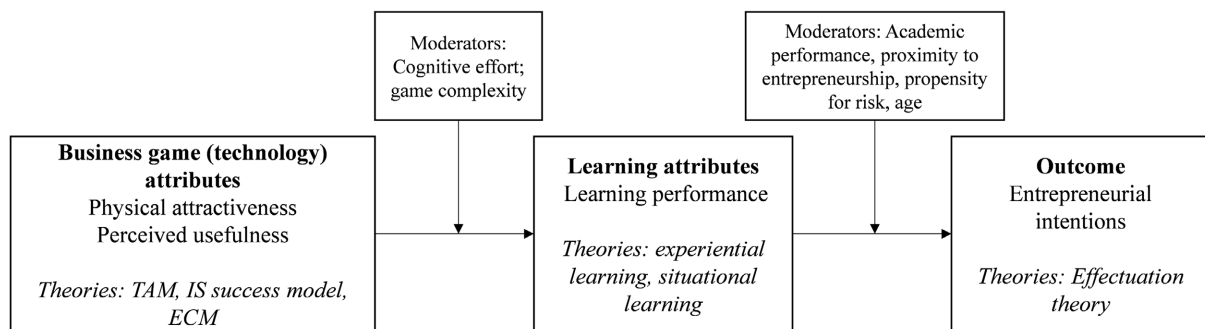 Moderators:
Cognitive effort;
game complexity
Moderators: Academic
performance, proximity to
entrepreneurship, propensity
for risk, age
Business game (technology)
attributes
Physical attractiveness
Perceived usefulness
Theories: TAM, IS success model,
ECM
Learning attributes
Learning performance
Theories: experiential
learning, situational
learning
Outcome
Entrepreneurial
intentions
Theories: Effectuation
theory